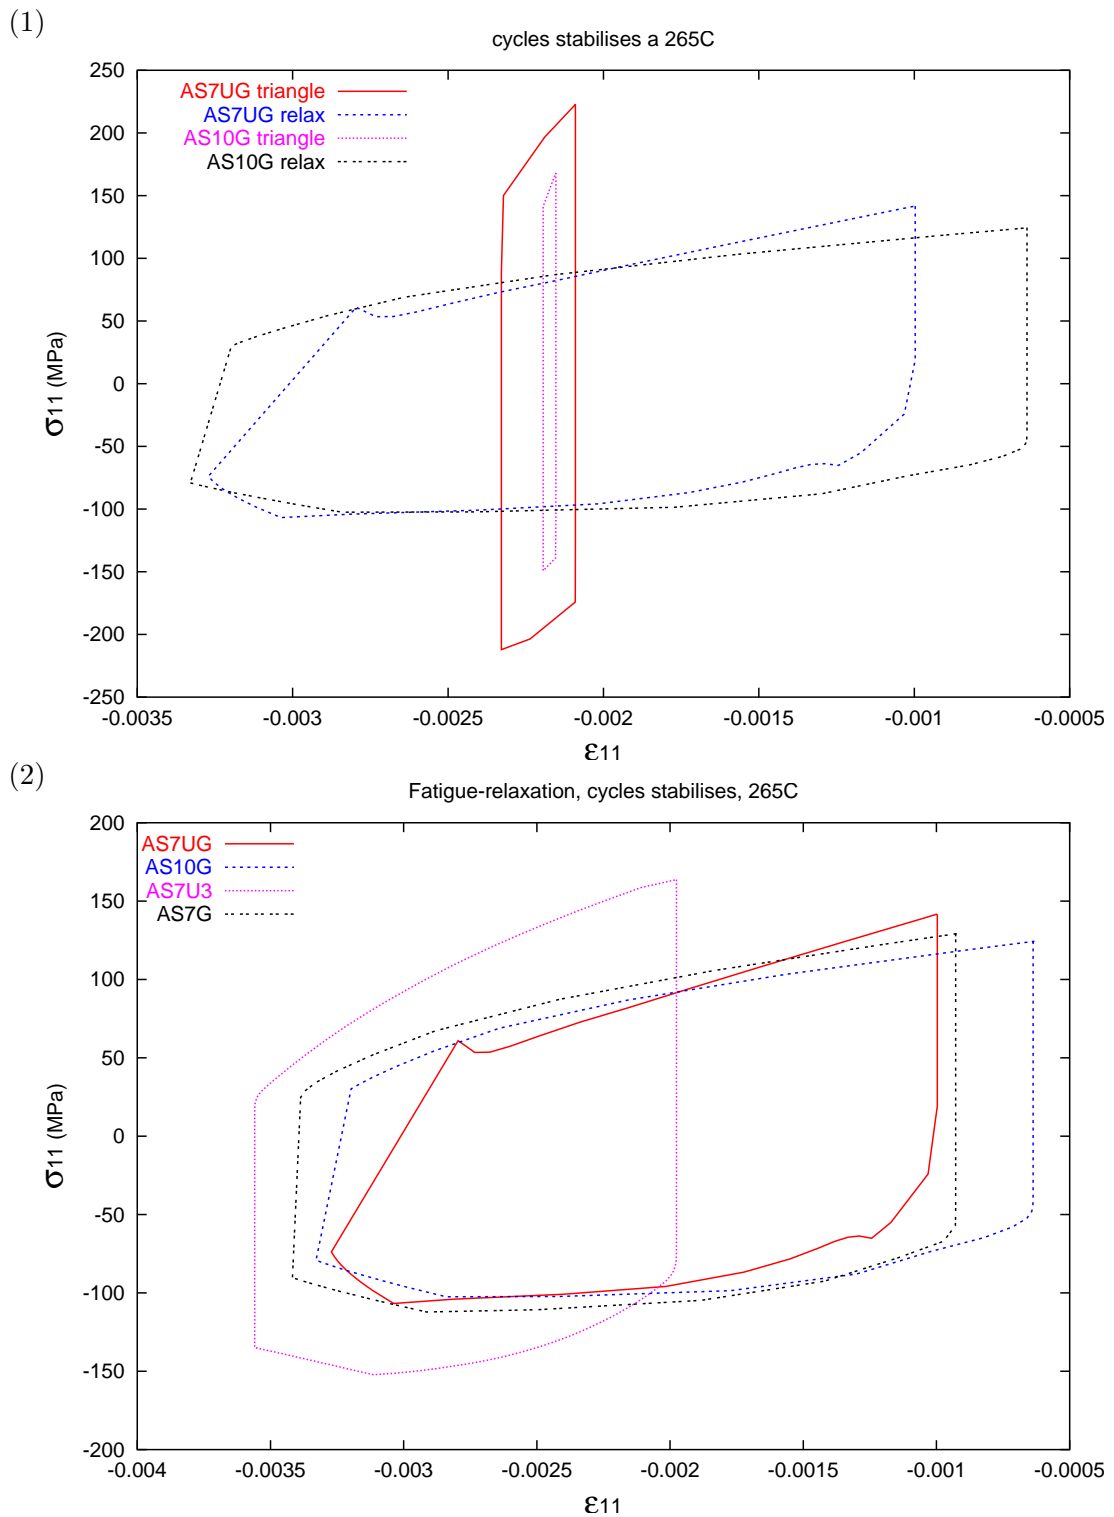 (1)
cycles stabilises a 265C
250
200
150
100
50
0
-50
-100
-150
-200
-250
σ11 (MPa)
AS7UG triangle
AS7UG relax
AS10G triangle
AS10G relax
-0.0035 -0.003 -0.0025 -0.002 -0.0015 -0.001 -0.0005
ε11
(2)
Fatigue-relaxation, cycles stabilises, 265C
200
150
100
50
0
-50
-100
-150
-200
σ11 (MPa)
AS7UG
AS10G
AS7U3
AS7G
-0.004 -0.0035 -0.003 -0.0025 -0.002 -0.0015 -0.001 -0.0005
ε11